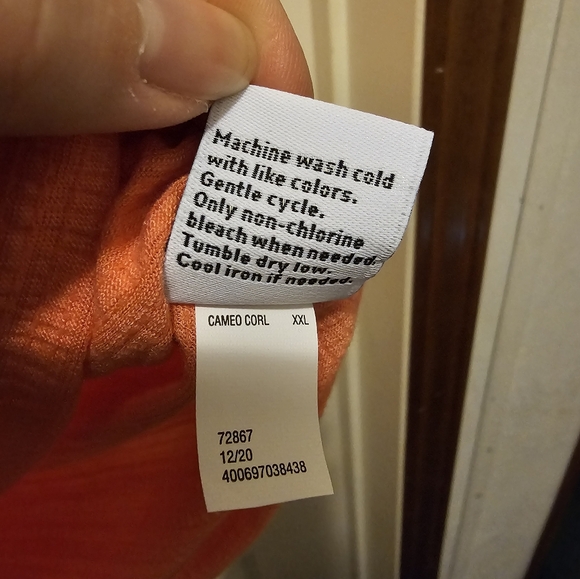 Machine wash cold
with like colors.
Gentle cycle.
Only non-chlorine
bleach when needed.
Tumble dry low.
Cool iron if needed.
CAMEO CORL XXL
72867
12/20
400697038438